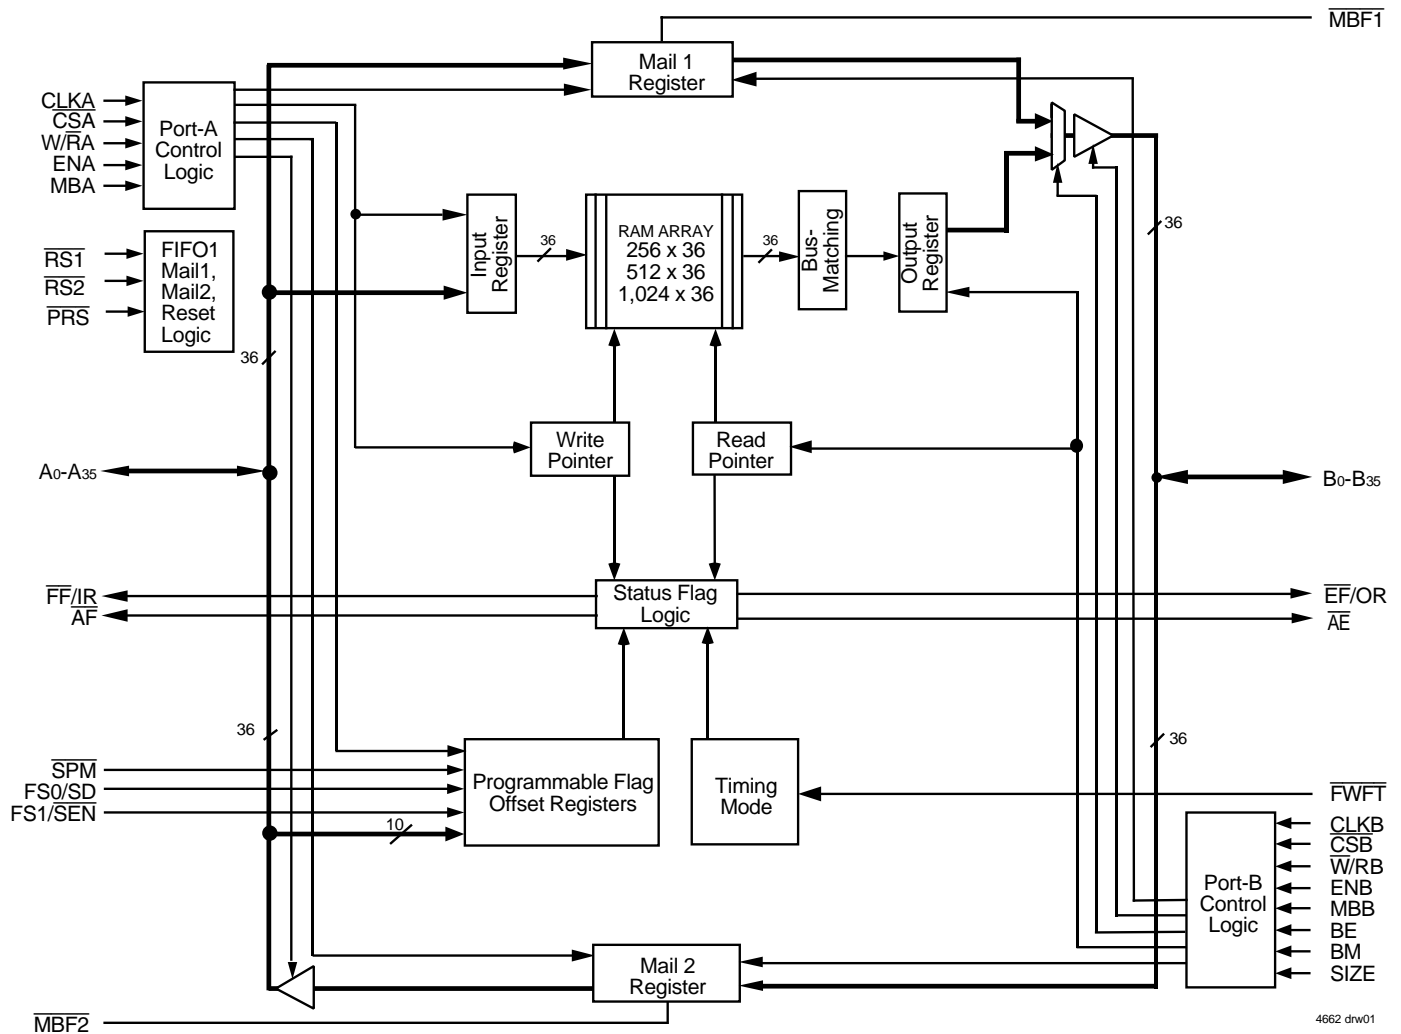 MBF1
Mail 1
Register
CLKA
CSA
W/RA
ENA
MBA
Port-A
Control
Logic
RS1
RS2
PRS
FIFO1
Mail1,
Mail2,
Reset
Logic
Input
Register
36
RAM ARRAY
256 x 36
512 x 36
1,024 x 36
36
Bus-
Matching
Output
Register
36
36
Write
Pointer
Read
Pointer
A0-A35
B0-B35
FF/IR
AF
Status Flag
Logic
EF/OR
AE
36
36
SPM
FS0/SD
FS1/SEN
10
Programmable Flag
Offset Registers
Timing
Mode
FWFT
CLKB
CSB
W/RB
ENB
MBB
BE
BM
SIZE
Port-B
Control
Logic
Mail 2
Register
MBF2
4662 drw01